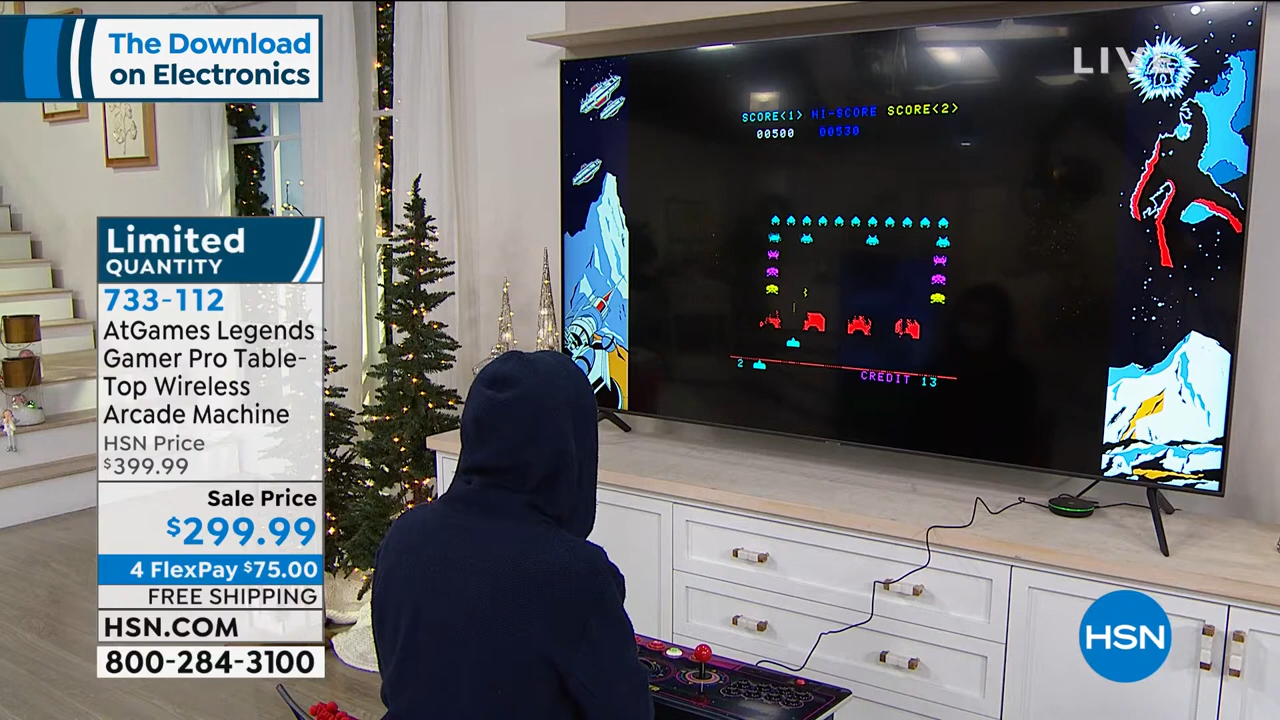 The Download
on Electronics
LIVE
SCORE<1> HI-SCORE SCORE<2>
00500 00530
2
CREDIT 13
Limited
QUANTITY
733-112
AtGames Legends
Gamer Pro Table-
Top Wireless
Arcade Machine
HSN Price
$399.99
Sale Price
$299.99
4 FlexPay $75.00
FREE SHIPPING
HSN.COM
800-284-3100
HSN